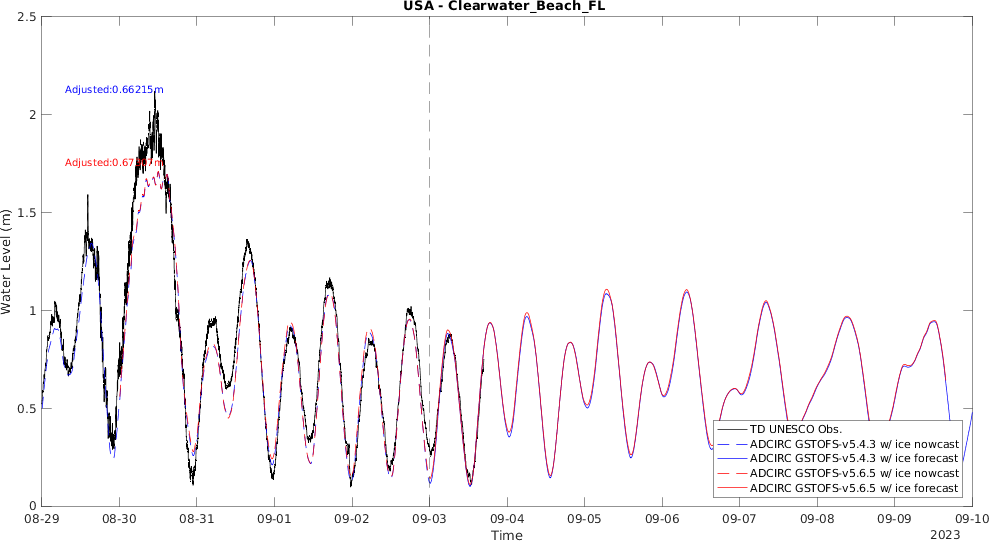 USA - Clearwater_Beach_FL
2.5
2
1.5
1
0.5
0
Water Level (m)
Adjusted:0.66215m
Adjusted:0.67
TD UNESCO Obs.
ADCIRC GSTOFS-v5.4.3 w/ ice nowcast
ADCIRC GSTOFS-v5.4.3 w/ ice forecast
ADCIRC GSTOFS-v5.6.5 w/ ice nowcast
ADCIRC GSTOFS-v5.6.5 w/ ice forecast
08-29 08-30 08-31 09-01 09-02 09-03 09-04 09-05 09-06 09-07 09-08 09-09 09-10
Time
2023